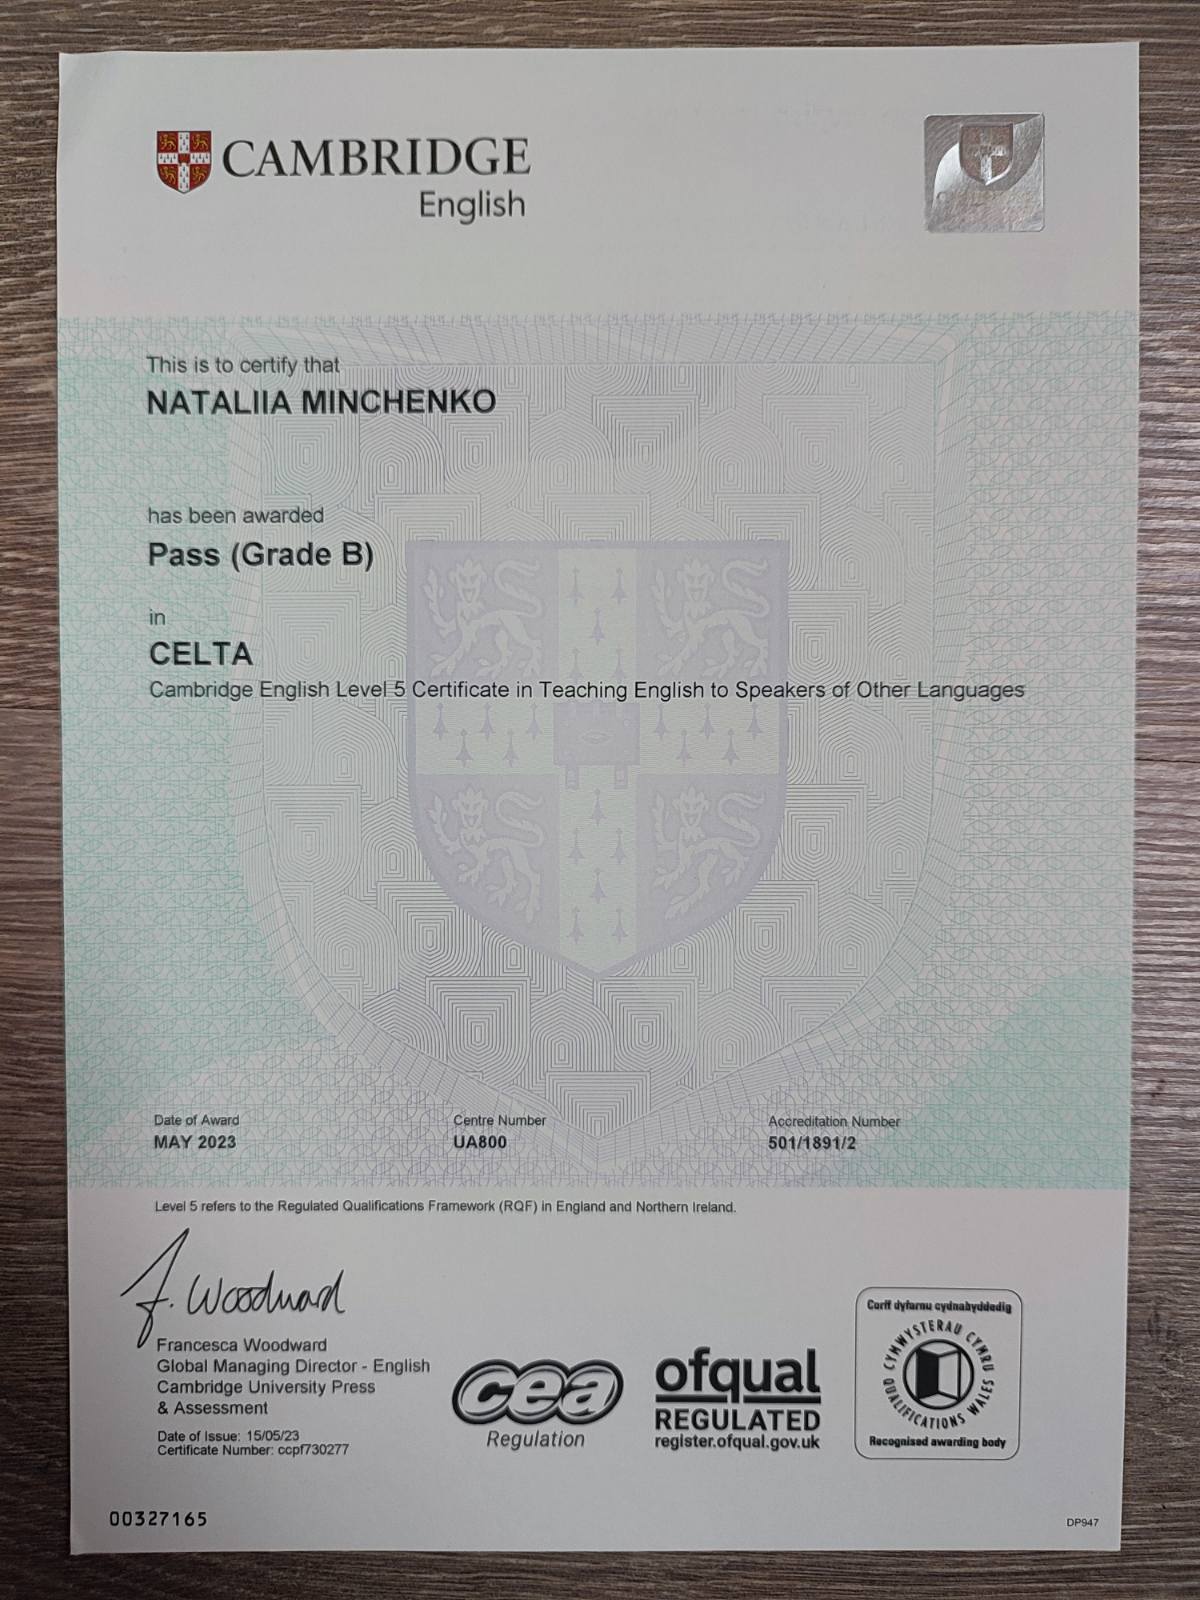 CAMBRIDGE
English
This is to certify that
NATALIIA MINCHENKO
has been awarded
Pass (Grade B)
in
CELTA
Cambridge English Level 5 Certificate in Teaching English to Speakers of Other Languages
Date of Award
MAY 2023
Centre Number
UA800
Accreditation Number
501/1891/2
Level 5 refers to the Regulated Qualifications Framework (RQF) in England and Northern Ireland.
F. Woodward
Francesca Woodward
Global Managing Director - English
Cambridge University Press
& Assessment
Date of Issue: 15/05/23
Certificate Number: ccpf730277
cea
Regulation
ofqual
REGULATED
register.ofqual.gov.uk
Corff dyfarnu cydnabyddedig
CYMWYSTERAU CYMRU
QUALIFICATIONS WALES
Recognised awarding body
00327165
DP947